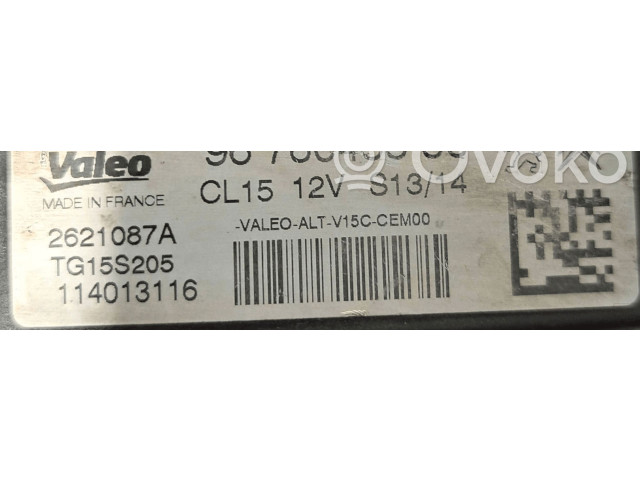 Valeo
OVOKO
MADE IN FRANCE
CL15 12V S13/14
-VALEO-ALT-V15C-CEM00
2621087A
TG15S205
114013116